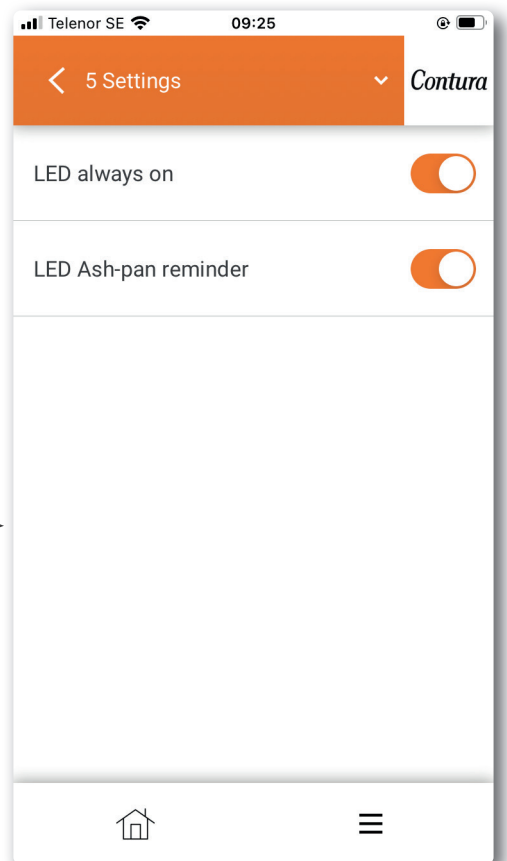 Telenor SE 09:25
5 Settings
Contura
LED always on
LED Ash-pan reminder